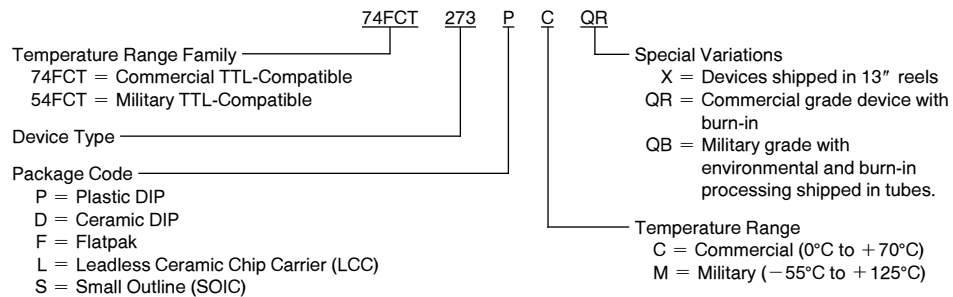 74FCT 273 P C QR
Temperature Range Family
74FCT = Commercial TTL-Compatible
54FCT = Military TTL-Compatible
Device Type
Package Code
P = Plastic DIP
D = Ceramic DIP
F = Flatpak
L = Leadless Ceramic Chip Carrier (LCC)
S = Small Outline (SOIC)
Special Variations
X = Devices shipped in 13″ reels
QR = Commercial grade device with
burn-in
QB = Military grade with
environmental and burn-in
processing shipped in tubes.
Temperature Range
C = Commercial (0°C to +70°C)
M = Military (−55°C to +125°C)